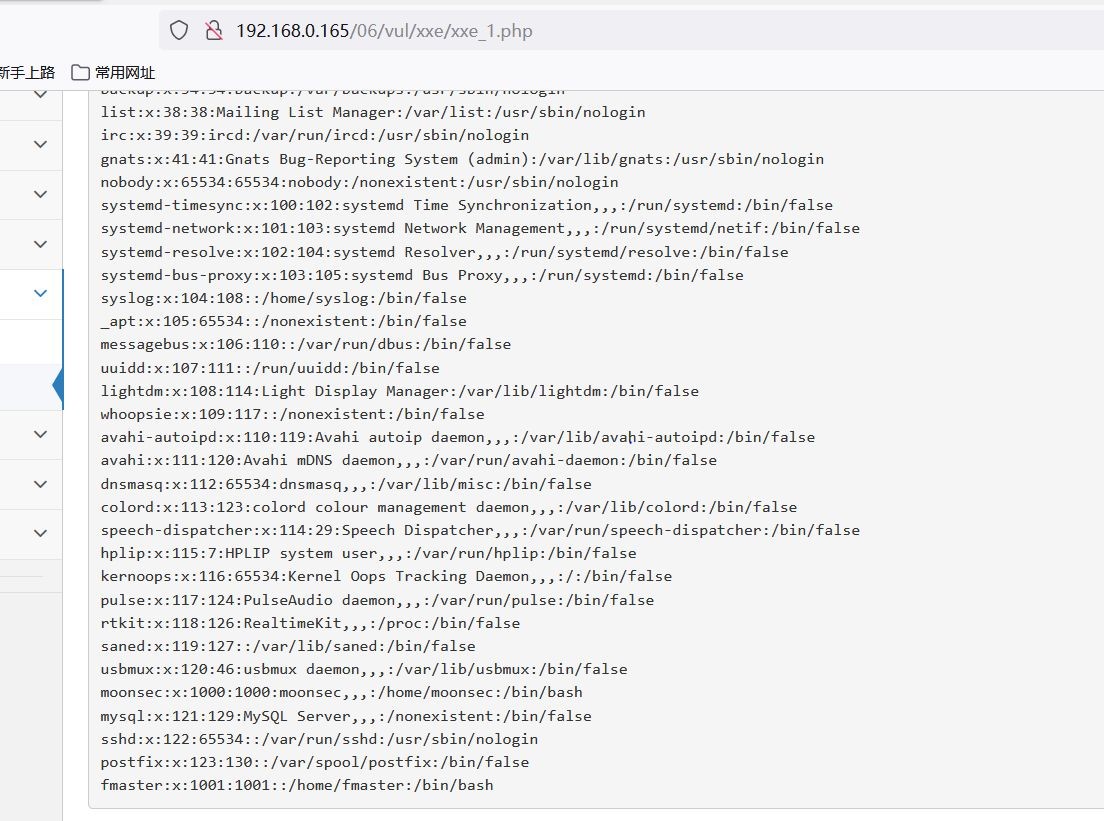 192.168.0.165/06/vul/xxe/xxe_1.php
新手上路 常用网址
backup:x:34:34:backup:/var/backups:/usr/sbin/nologin
list:x:38:38:Mailing List Manager:/var/list:/usr/sbin/nologin
irc:x:39:39:ircd:/var/run/ircd:/usr/sbin/nologin
gnats:x:41:41:Gnats Bug-Reporting System (admin):/var/lib/gnats:/usr/sbin/nologin
nobody:x:65534:65534:nobody:/nonexistent:/usr/sbin/nologin
systemd-timesync:x:100:102:systemd Time Synchronization,,,:/run/systemd:/bin/false
systemd-network:x:101:103:systemd Network Management,,,:/run/systemd/netif:/bin/false
systemd-resolve:x:102:104:systemd Resolver,,,:/run/systemd/resolve:/bin/false
systemd-bus-proxy:x:103:105:systemd Bus Proxy,,,:/run/systemd:/bin/false
syslog:x:104:108::/home/syslog:/bin/false
_apt:x:105:65534::/nonexistent:/bin/false
messagebus:x:106:110::/var/run/dbus:/bin/false
uuidd:x:107:111::/run/uuidd:/bin/false
lightdm:x:108:114:Light Display Manager:/var/lib/lightdm:/bin/false
whoopsie:x:109:117::/nonexistent:/bin/false
avahi-autoipd:x:110:119:Avahi autoip daemon,,,:/var/lib/avahi-autoipd:/bin/false
avahi:x:111:120:Avahi mDNS daemon,,,:/var/run/avahi-daemon:/bin/false
dnsmasq:x:112:65534:dnsmasq,,,:/var/lib/misc:/bin/false
colord:x:113:123:colord colour management daemon,,,:/var/lib/colord:/bin/false
speech-dispatcher:x:114:29:Speech Dispatcher,,,:/var/run/speech-dispatcher:/bin/false
hplip:x:115:7:HPLIP system user,,,:/var/run/hplip:/bin/false
kernoops:x:116:65534:Kernel Oops Tracking Daemon,,,:/:/bin/false
pulse:x:117:124:PulseAudio daemon,,,:/var/run/pulse:/bin/false
rtkit:x:118:126:RealtimeKit,,,:/proc:/bin/false
saned:x:119:127::/var/lib/saned:/bin/false
usbmux:x:120:46:usbmux daemon,,,:/var/lib/usbmux:/bin/false
moonsec:x:1000:1000:moonsec,,,:/home/moonsec:/bin/bash
mysql:x:121:129:MySQL Server,,,:/nonexistent:/bin/false
sshd:x:122:65534::/var/run/sshd:/usr/sbin/nologin
postfix:x:123:130::/var/spool/postfix:/bin/false
fmaster:x:1001:1001::/home/fmaster:/bin/bash